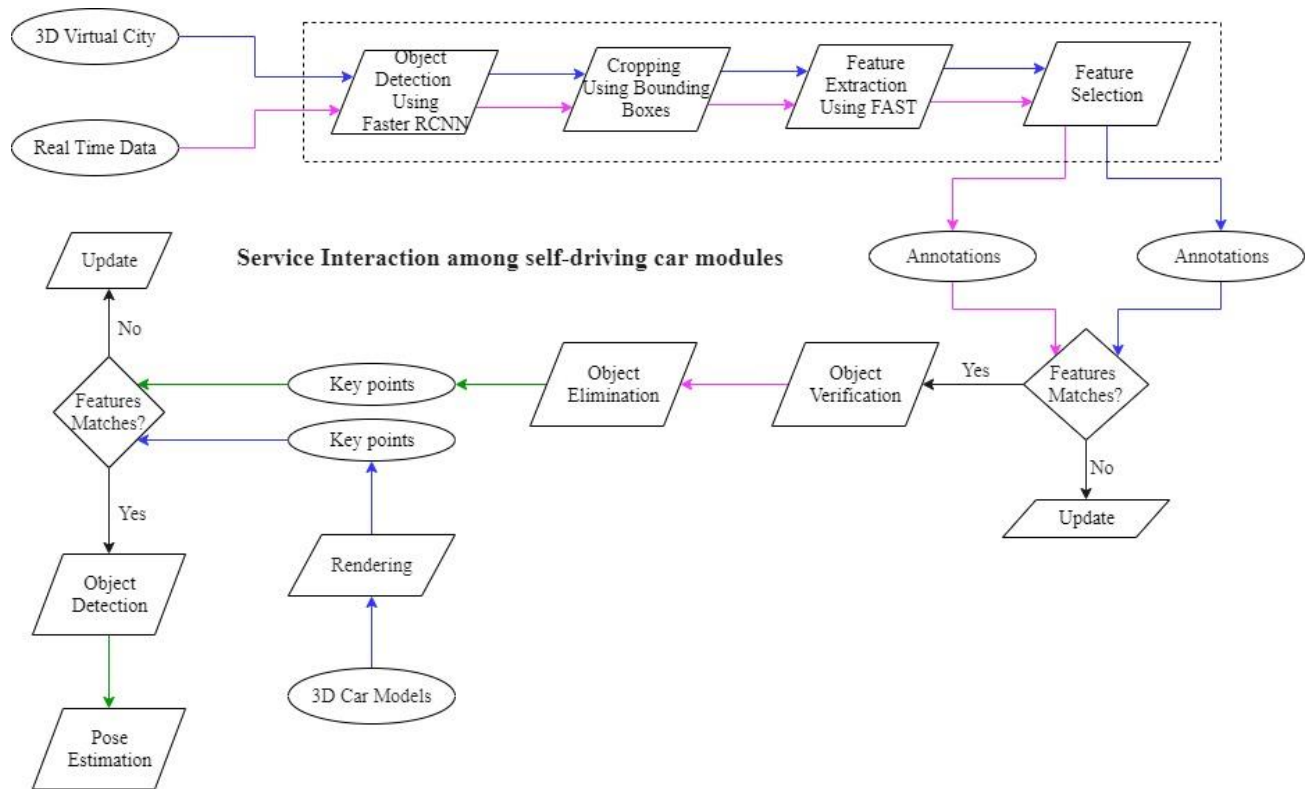 3D Virtual City
Object
Detection
Using
Faster RCNN
Cropping
Using Bounding
Boxes
Feature
Extraction
Using FAST
Feature
Selection
Real Time Data
Update
Service Interaction among self-driving car modules
Annotations
Annotations
No
Features
Matches?
Key points
Key points
Object
Elimination
Object
Verification
Yes
Features
Matches?
No
Update
Yes
Rendering
Object
Detection
3D Car Models
Pose
Estimation